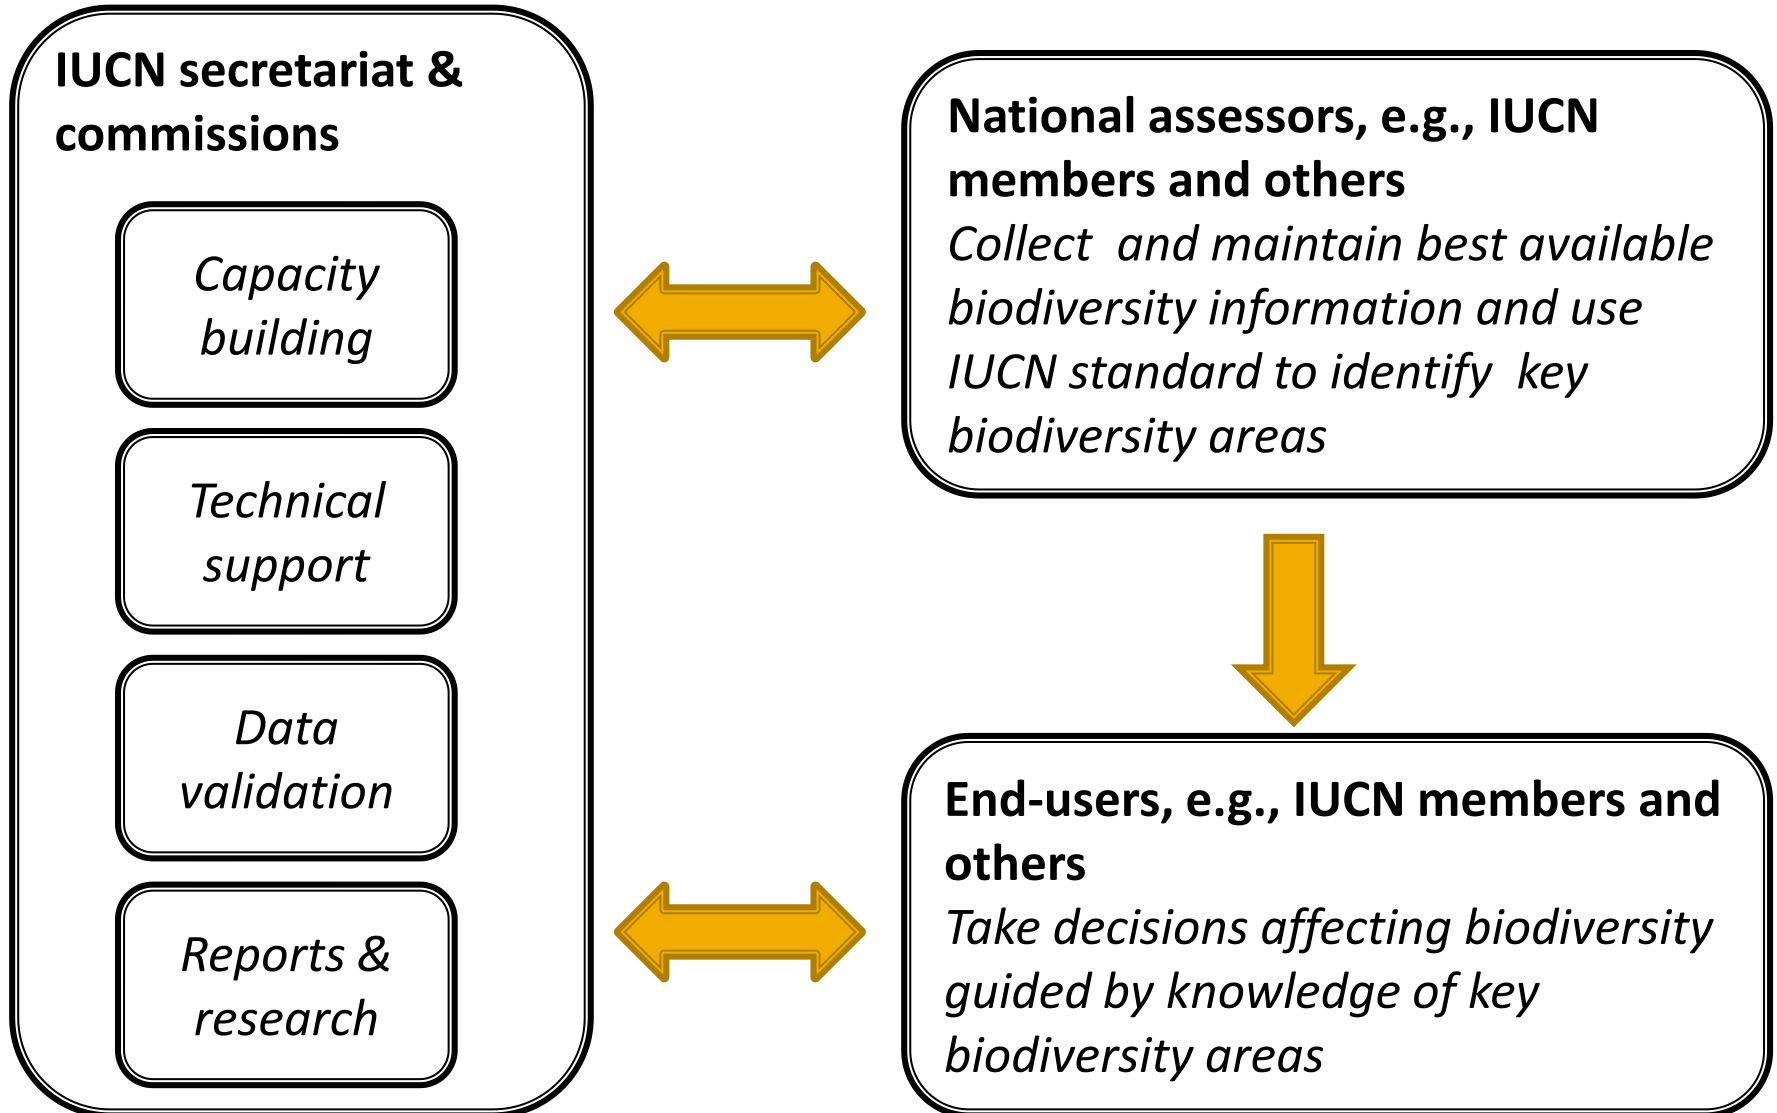 IUCN secretariat &
commissions
Capacity
building
Technical
support
Data
validation
Reports &
research
National assessors, e.g., IUCN
members and others
Collect  and maintain best available
biodiversity information and use
IUCN standard to identify  key
biodiversity areas
End-users, e.g., IUCN members and
others
Take decisions affecting biodiversity
guided by knowledge of key
biodiversity areas